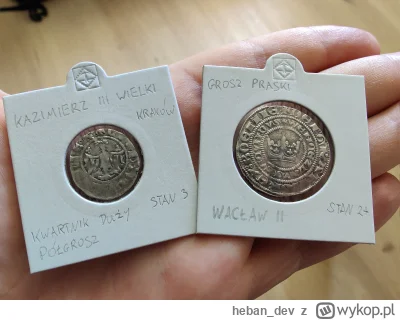 KAZIMIERZ III WIELKI
KRAKÓW
KWARTNIK DUŻY
PÓŁGROSZ
STAN 3
GROSZ PRASKI
WACŁAW II
STAN 2+
heban_dev z wykop.pl